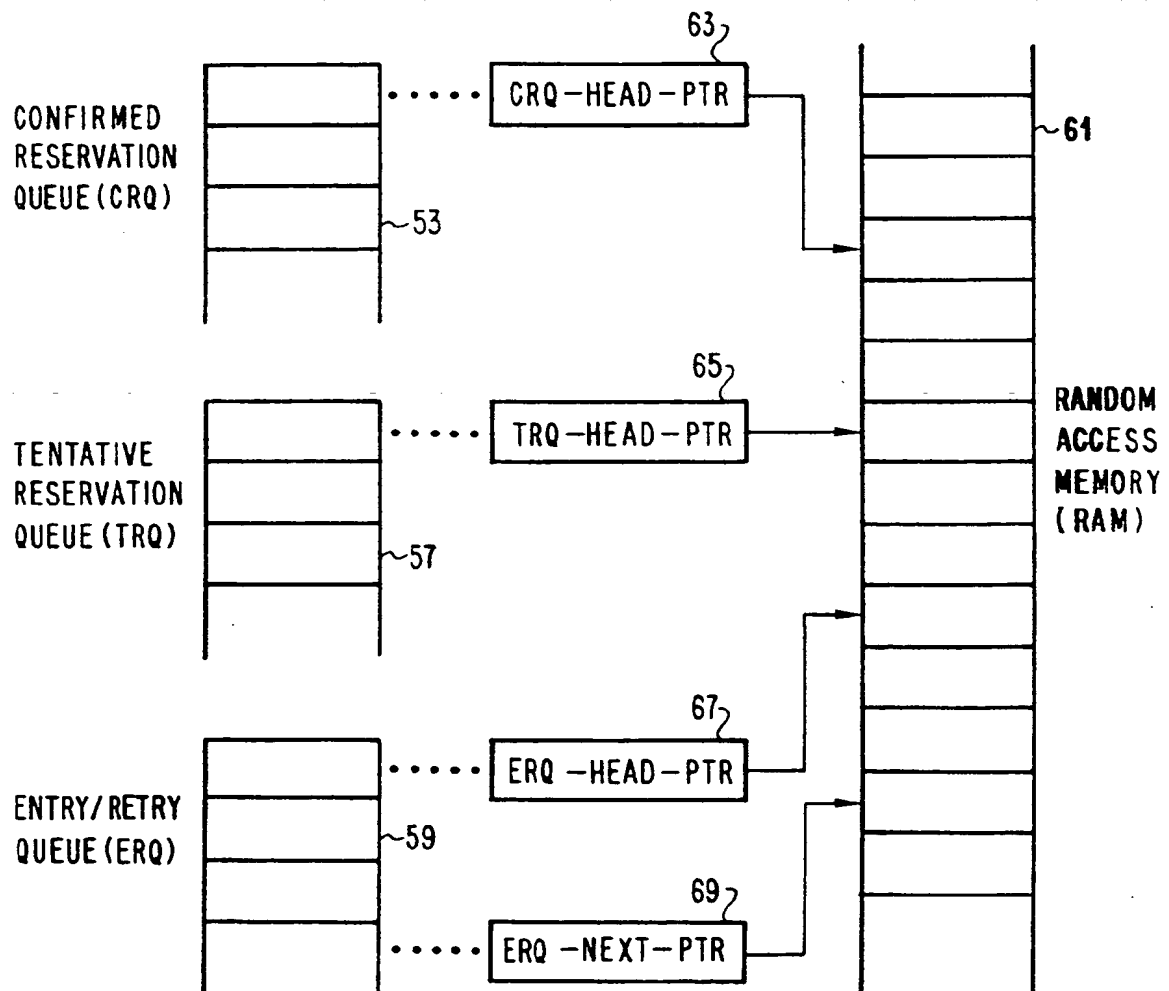 63
CRQ-HEAD-PTR
CONFIRMED
RESERVATION
QUEUE(CRQ)
61
53
65
TRQ-HEAD-PTR
RANDOM
ACCESS
MEMORY
(RAM)
TENTATIVE
RESERVATION
QUEUE(TRQ)
57
67
ERQ-HEAD-PTR
ENTRY/RETRY
QUEUE(ERQ)
59
69
ERQ-NEXT-PTR